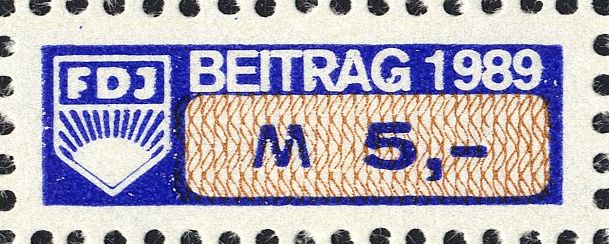 FDJ
BEITRAG 1989
M 5,-